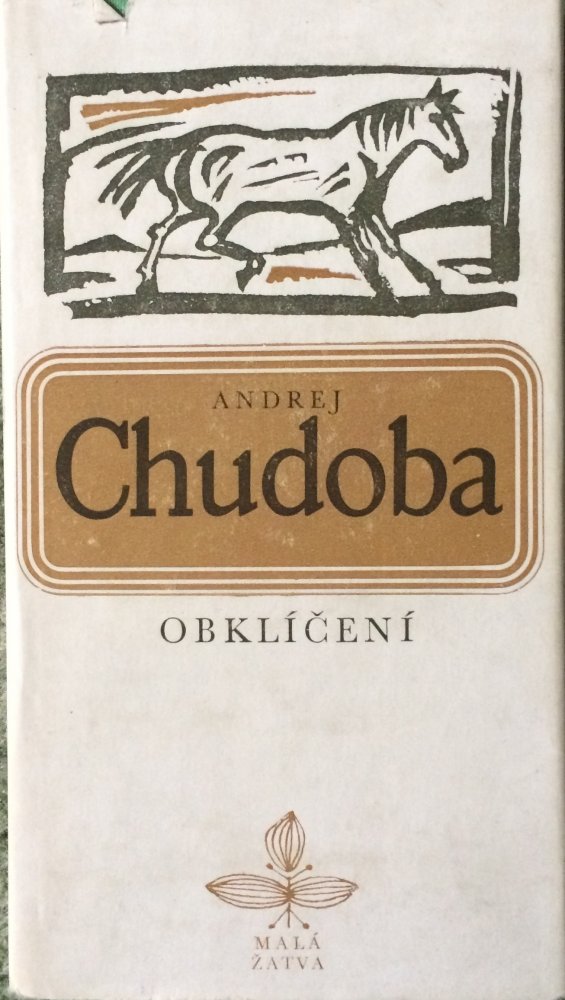 ANDREJ
Chudoba
OBKLÍČENÍ
MALÁ
ŽATVA